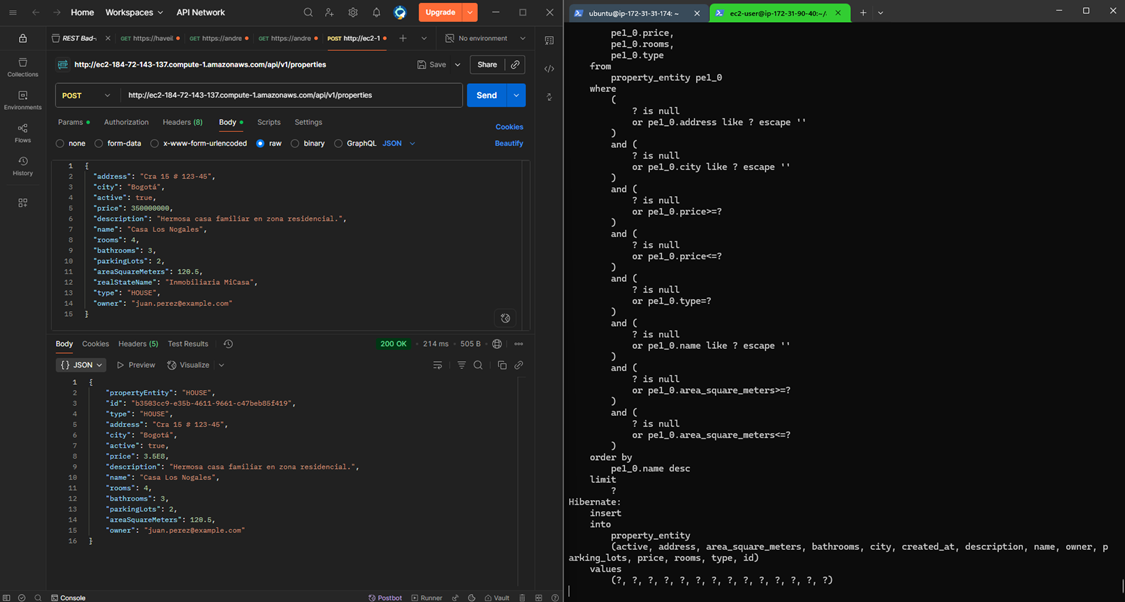 Home Workspaces API Network Upgrade
REST Bad- GET https://haveii GET https://andre GET https://andre POST http://ec2-1 No environment
http://ec2-184-72-143-137.compute-1.amazonaws.com/api/v1/properties Save Share
POST http://ec2-184-72-143-137.compute-1.amazonaws.com/api/v1/properties Send
Params Authorization Headers (8) Body Scripts Settings Cookies
none form-data x-www-form-urlencoded raw binary GraphQL JSON Beautify
Collections
Environments
Flows
History
1 {
2 "address": "Cra 15 # 123-45",
3 "city": "Bogotá",
4 "active": true,
5 "price": 350000000,
6 "description": "Hermosa casa familiar en zona residencial.",
7 "name": "Casa Los Nogales",
8 "rooms": 4,
9 "bathrooms": 3,
10 "parkingLots": 2,
11 "areaSquareMeters": 120.5,
12 "realStateName": "Inmobiliaria MiCasa",
13 "type": "HOUSE",
14 "owner": "juan.perez@example.com"
15 }
Body Cookies Headers (5) Test Results 200 OK 214 ms 505 B
{} JSON Preview Visualize
1 {
2 "propertyEntity": "HOUSE",
3 "id": "b3503cc9-e35b-4611-9661-c47beb85f419",
4 "type": "HOUSE",
5 "address": "Cra 15 # 123-45",
6 "city": "Bogotá",
7 "active": true,
8 "price": 3.5E8,
9 "description": "Hermosa casa familiar en zona residencial.",
10 "name": "Casa Los Nogales",
11 "rooms": 4,
12 "bathrooms": 3,
13 "parkingLots": 2,
14 "areaSquareMeters": 120.5,
15 "owner": "juan.perez@example.com"
16 }
Console Postbot Runner Vault
ubuntu@ip-172-31-31-174: ~ ec2-user@ip-172-31-90-40:~/
pe1_0.price,
pe1_0.rooms,
pe1_0.type
from
property_entity pe1_0
where
(
? is null
or pe1_0.address like ? escape ''
)
and (
? is null
or pe1_0.city like ? escape ''
)
and (
? is null
or pe1_0.price>=?
)
and (
? is null
or pe1_0.price<=?
)
and (
? is null
or pe1_0.type=?
)
and (
? is null
or pe1_0.name like ? escape ''
)
and (
? is null
or pe1_0.area_square_meters>=?
)
and (
? is null
or pe1_0.area_square_meters<=?
)
order by
pe1_0.name desc
limit
?
Hibernate:
insert
into
property_entity
(active, address, area_square_meters, bathrooms, city, created_at, description, name, owner, p
arking_lots, price, rooms, type, id)
values
(?, ?, ?, ?, ?, ?, ?, ?, ?, ?, ?, ?, ?, ?)